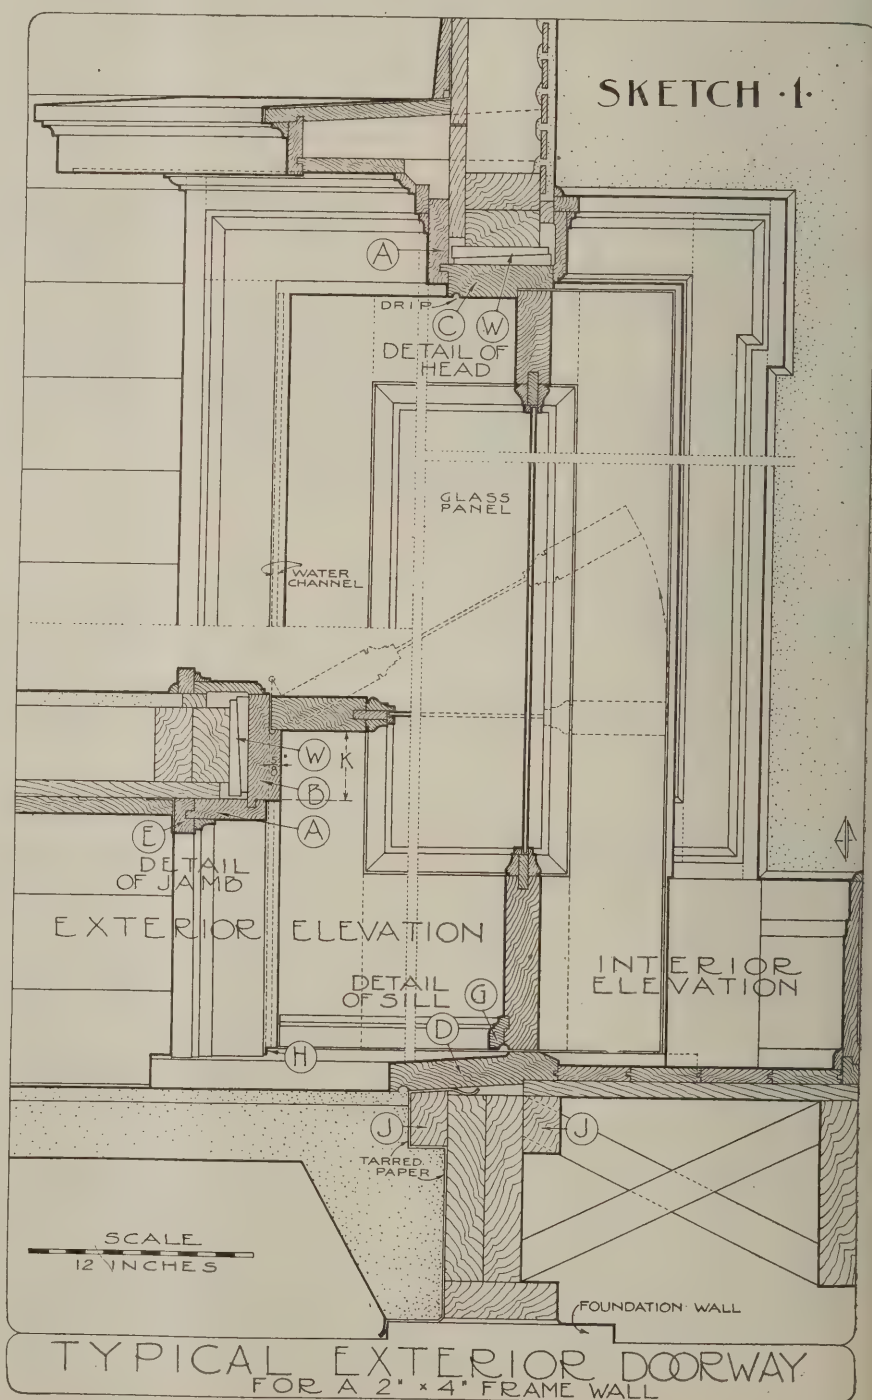 SKETCH ·1·
A
DRIP
C
W
DETAIL OF
HEAD
GLASS
PANEL
WATER
CHANNEL
W
K
B
E
A
DETAIL
OF JAMB
EXTERIOR ELEVATION
INTERIOR
ELEVATION
DETAIL
OF SILL
G
D
H
J
J
TARRED
PAPER
SCALE
12 INCHES
FOUNDATION WALL
TYPICAL EXTERIOR DOORWAY
FOR A 2" × 4" FRAME WALL